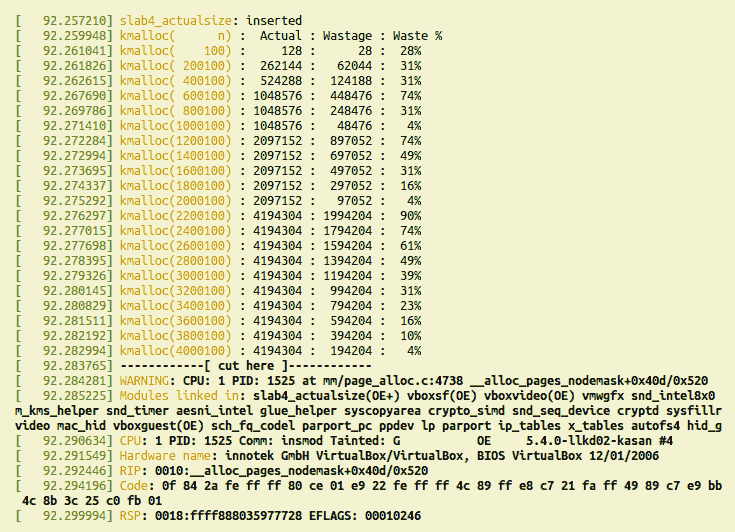 [   92.257210] slab4_actualsize: inserted
[   92.259948] kmalloc(      n) :  Actual : Wastage : Waste %
[   92.261041] kmalloc(    100) :     128 :      28 :  28%
[   92.261826] kmalloc( 200100) :  262144 :   62044 :  31%
[   92.262615] kmalloc( 400100) :  524288 :  124188 :  31%
[   92.267690] kmalloc( 600100) : 1048576 :  448476 :  74%
[   92.269786] kmalloc( 800100) : 1048576 :  248476 :  31%
[   92.271410] kmalloc(1000100) : 1048576 :   48476 :   4%
[   92.272284] kmalloc(1200100) : 2097152 :  897052 :  74%
[   92.272994] kmalloc(1400100) : 2097152 :  697052 :  49%
[   92.273695] kmalloc(1600100) : 2097152 :  497052 :  31%
[   92.274337] kmalloc(1800100) : 2097152 :  297052 :  16%
[   92.275292] kmalloc(2000100) : 2097152 :   97052 :   4%
[   92.276297] kmalloc(2200100) : 4194304 : 1994204 :  90%
[   92.277015] kmalloc(2400100) : 4194304 : 1794204 :  74%
[   92.277698] kmalloc(2600100) : 4194304 : 1594204 :  61%
[   92.278395] kmalloc(2800100) : 4194304 : 1394204 :  49%
[   92.279326] kmalloc(3000100) : 4194304 : 1194204 :  39%
[   92.280145] kmalloc(3200100) : 4194304 :  994204 :  31%
[   92.280829] kmalloc(3400100) : 4194304 :  794204 :  23%
[   92.281511] kmalloc(3600100) : 4194304 :  594204 :  16%
[   92.282192] kmalloc(3800100) : 4194304 :  394204 :  10%
[   92.282994] kmalloc(4000100) : 4194304 :  194204 :   4%
[   92.283765] ------------[ cut here ]------------
[   92.284281] WARNING: CPU: 1 PID: 1525 at mm/page_alloc.c:4738 __alloc_pages_nodemask+0x40d/0x520
[   92.285225] Modules linked in: slab4_actualsize(OE+) vboxsf(OE) vboxvideo(OE) vmwgfx snd_intel8x0
m_kms_helper snd_timer aesni_intel glue_helper syscopyarea crypto_simd snd_seq_device cryptd sysfillr
video mac_hid vboxguest(OE) sch_fq_codel parport_pc ppdev lp parport ip_tables x_tables autofs4 hid_g
[   92.290634] CPU: 1 PID: 1525 Comm: insmod Tainted: G           OE     5.4.0-llkd02-kasan #4
[   92.291549] Hardware name: innotek GmbH VirtualBox/VirtualBox, BIOS VirtualBox 12/01/2006
[   92.292446] RIP: 0010:__alloc_pages_nodemask+0x40d/0x520
[   92.294196] Code: 0f 84 2a fe ff ff 80 ce 01 e9 22 fe ff ff 4c 89 ff e8 c7 21 fa ff 49 89 c7 e9 bb
4c 8b 3c 25 c0 fb 01
[   92.299994] RSP: 0018:ffff888035977728 EFLAGS: 00010246